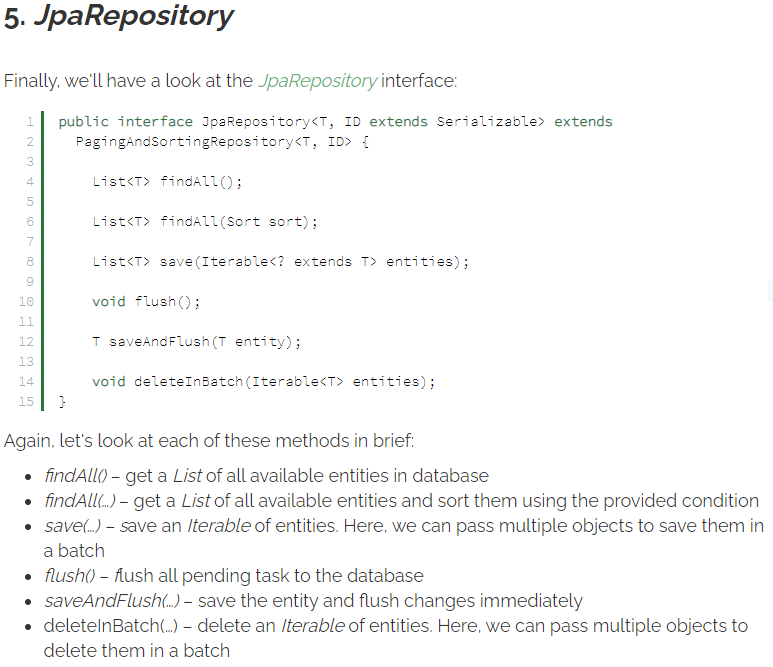 5. JpaRepository
Finally, we'll have a look at the JpaRepository interface:
1 public interface JpaRepository<T, ID extends Serializable> extends
2   PagingAndSortingRepository<T, ID> {
3
4     List<T> findAll();
5
6     List<T> findAll(Sort sort);
7
8     List<T> save(Iterable<? extends T> entities);
9
10     void flush();
11
12     T saveAndFlush(T entity);
13
14     void deleteInBatch(Iterable<T> entities);
15 }
Again, let's look at each of these methods in brief:
• findAll() – get a List of all available entities in database
• findAll(…) – get a List of all available entities and sort them using the provided condition
• save(…) – save an Iterable of entities. Here, we can pass multiple objects to save them in
a batch
• flush() – flush all pending task to the database
• saveAndFlush(…) – save the entity and flush changes immediately
• deleteInBatch(…) – delete an Iterable of entities. Here, we can pass multiple objects to
delete them in a batch